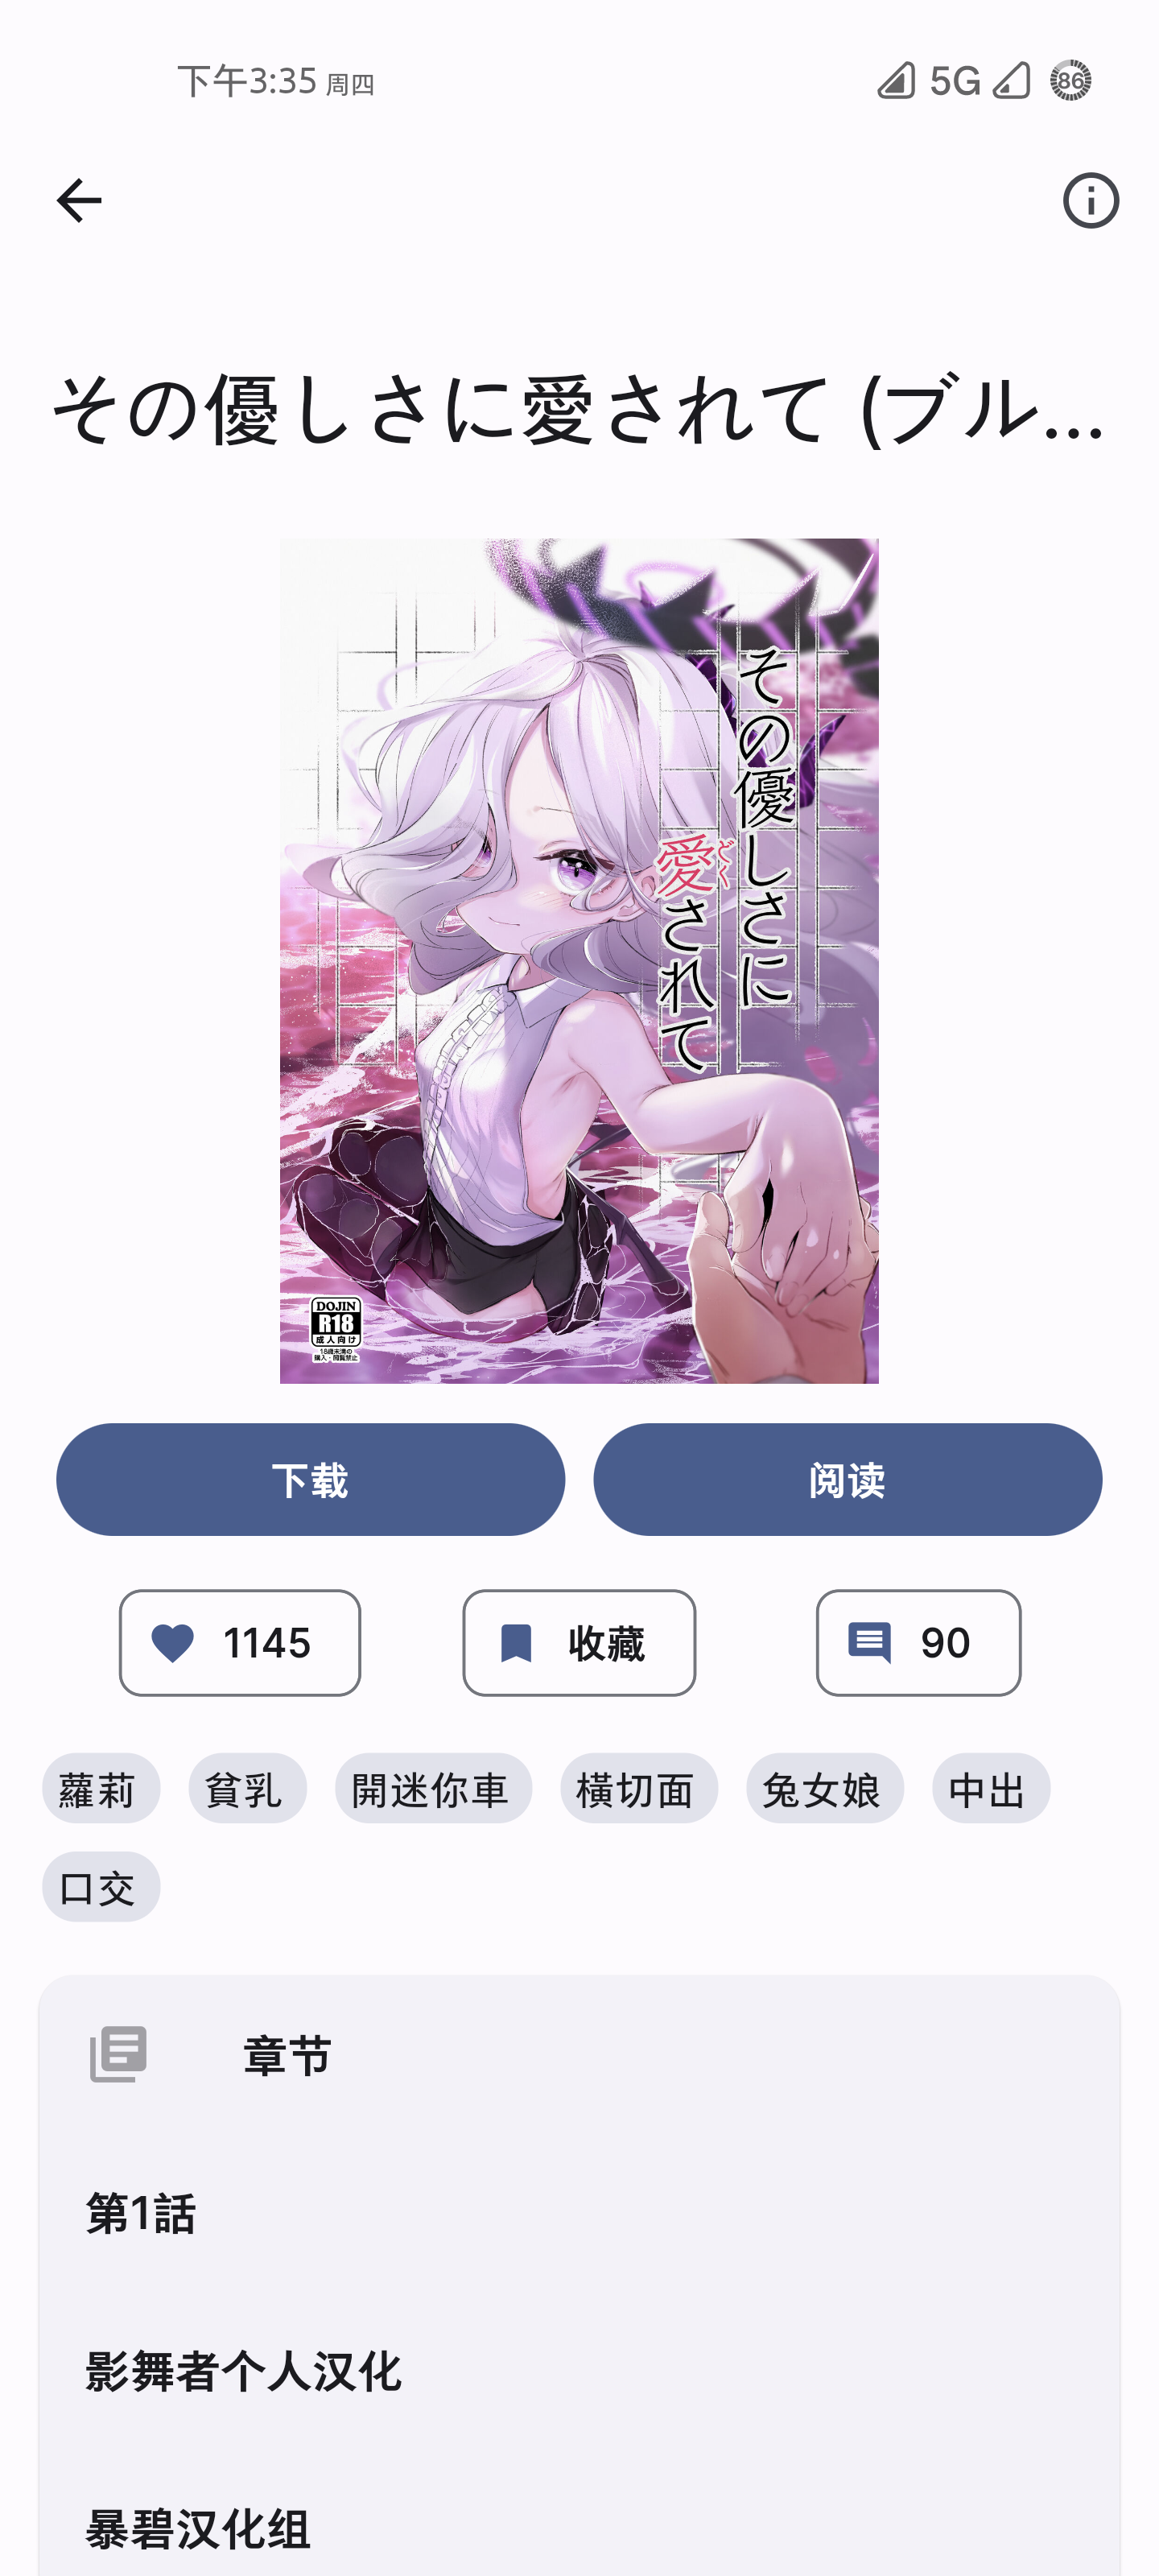 下午3:35 周四
5G 86
その優しさに愛されて (ブル...
その優しさに
愛されて
どく
DOJIN
R18
成人向け
18歳未満の
購入・閲覧禁止
下载 阅读
1145 收藏 90
蘿莉 貧乳 開迷你車 橫切面 兔女娘 中出
口交
章节
第1話
影舞者个人汉化
暴碧汉化组